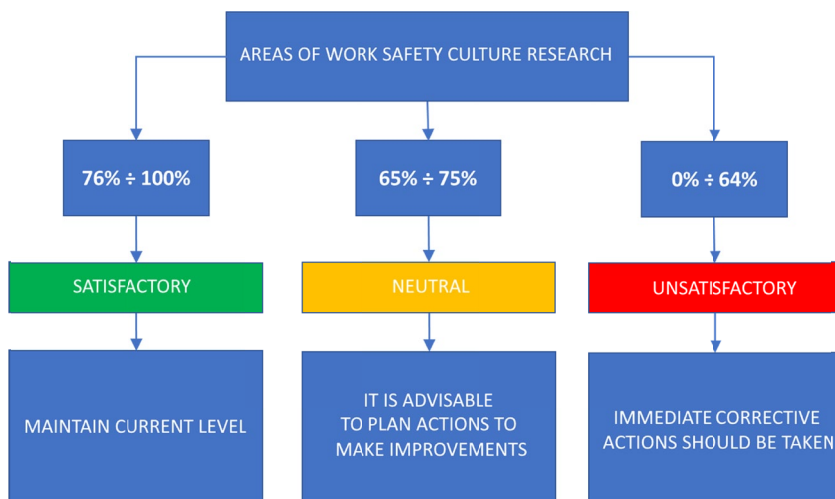 AREAS OF WORK SAFETY CULTURE RESEARCH
76% ÷ 100%
65% ÷ 75%
0% ÷ 64%
SATISFACTORY
NEUTRAL
UNSATISFACTORY
MAINTAIN CURRENT LEVEL
IT IS ADVISABLE
TO PLAN ACTIONS TO
MAKE IMPROVEMENTS
IMMEDIATE CORRECTIVE
ACTIONS SHOULD BE TAKEN